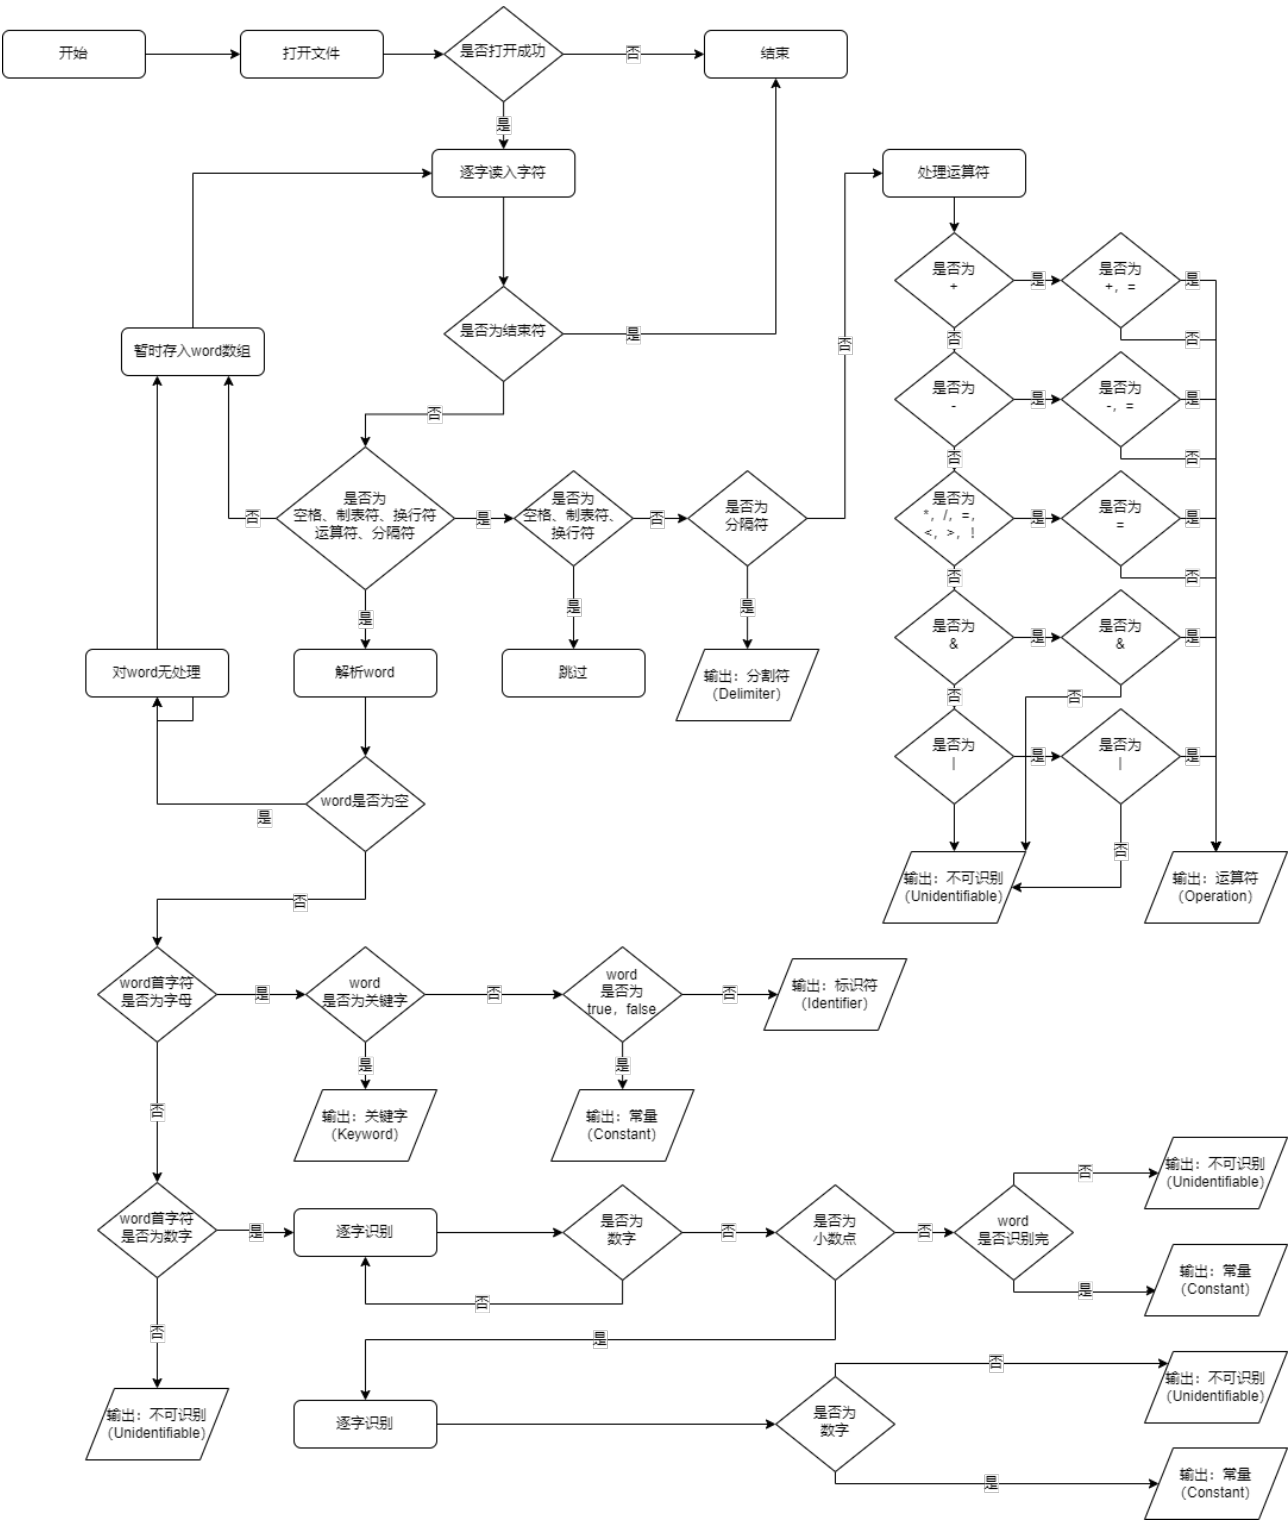 开始
打开文件
是否打开成功
否
结束
是
逐字读入字符
处理运算符
是否为
+
是
是否为
+，=
是
否
否
是否为结束符
是
否
暂时存入word数组
是否为
-
是
是否为
-，=
是
否
否
否
是否为
空格、制表符、换行符
运算符、分隔符
否
是
是否为
空格、制表符、
换行符
否
是否为
分隔符
是否为
*，/，=，
<，>，！
是
是否为
=
是
否
否
是
是
是
是否为
&
是
是否为
&
是
否
否
对word无处理
解析word
跳过
输出：分割符
（Delimiter）
是否为
|
是
是否为
|
是
否
word是否为空
是
否
输出：不可识别
（Unidentifiable）
输出：运算符
（Operation）
word首字符
是否为字母
是
word
是否为关键字
否
word
是否为
true，false
否
输出：标识符
（Identifier）
是
是
否
输出：关键字
（Keyword）
输出：常量
（Constant）
word首字符
是否为数字
是
逐字识别
是否为
数字
否
是否为
小数点
否
word
是否识别完
否
输出：不可识别
（Unidentifiable）
是
输出：常量
（Constant）
否
是
否
输出：不可识别
（Unidentifiable）
逐字识别
是否为
数字
否
输出：不可识别
（Unidentifiable）
是
输出：常量
（Constant）